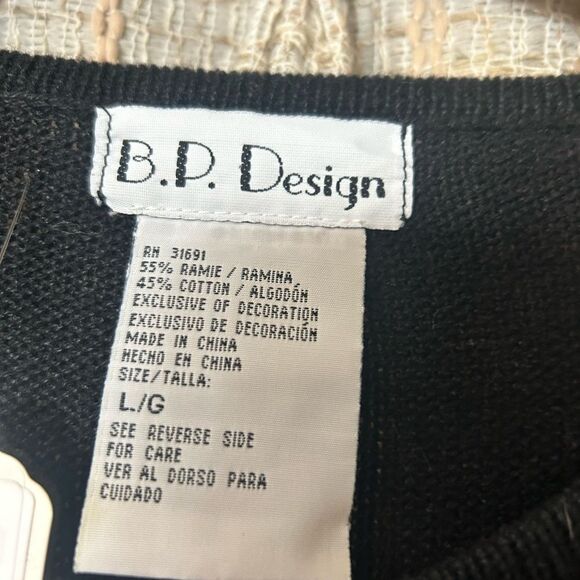 B.P. Design
RN 31691
55% RAMIE / RAMINA
45% COTTON / ALGODÓN
EXCLUSIVE OF DECORATION
EXCLUSIVO DE DECORACIÓN
MADE IN CHINA
HECHO EN CHINA
SIZE/TALLA:
L/G
SEE REVERSE SIDE
FOR CARE
VER AL DORSO PARA
CUIDADO